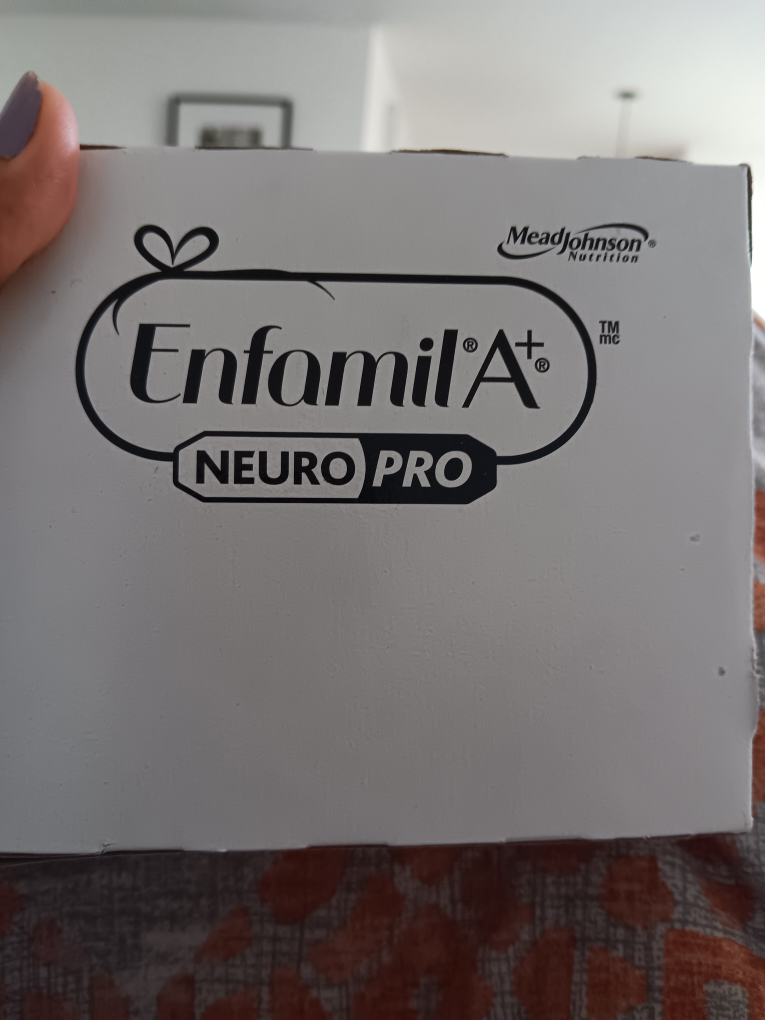 MeadJohnson®
Nutrition
Enfamil® A+®
TM
mc
NEURO PRO